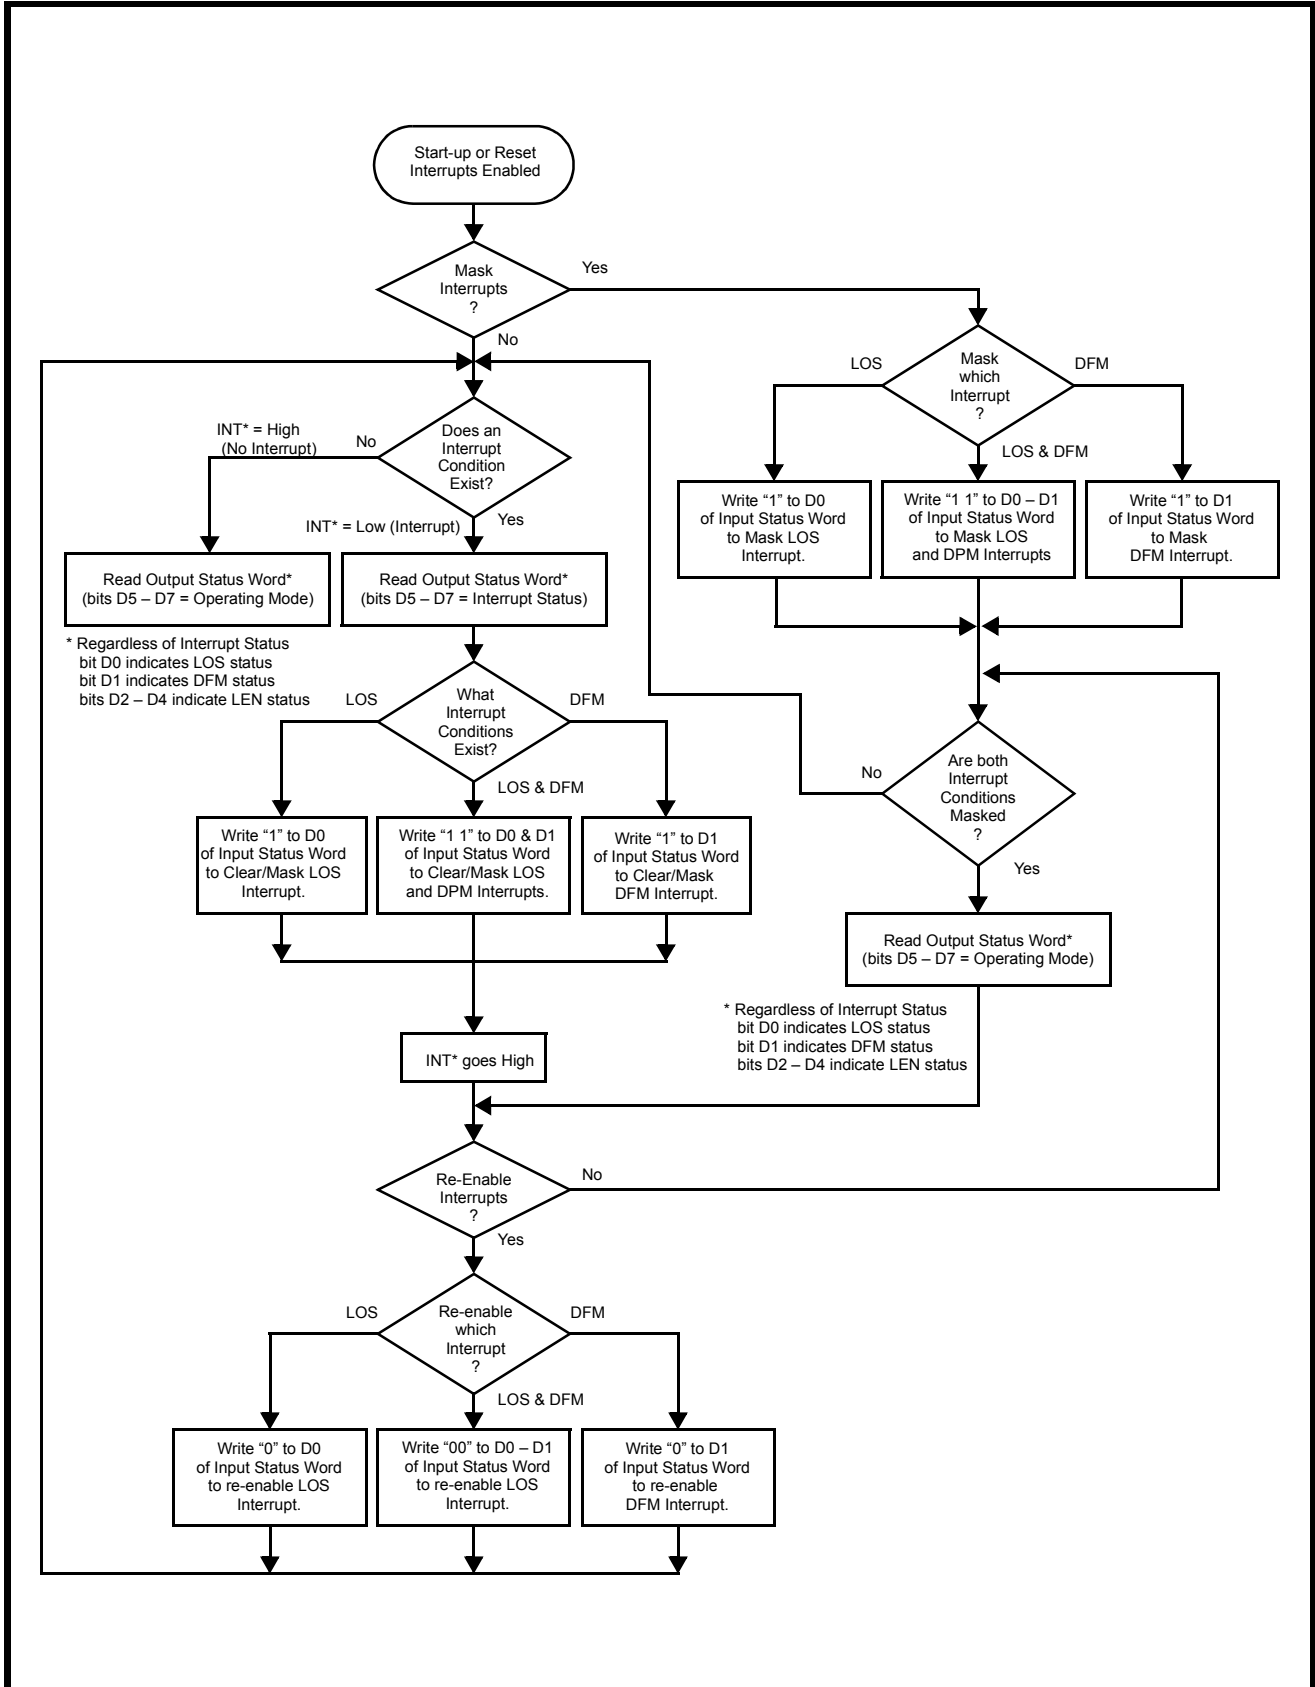 Start-up or Reset
Interrupts Enabled
Mask
Interrupts
?
Yes
No
Mask
which
Interrupt
?
LOS
DFM
LOS & DFM
Write “1” to D0
of Input Status Word
to Mask LOS
Interrupt.
Write “1 1” to D0 – D1
of Input Status Word
to Mask LOS
and DPM Interrupts
Write “1” to D1
of Input Status Word
to Mask
DFM Interrupt.
Does an
Interrupt
Condition
Exist?
INT* = High
(No Interrupt)
No
INT* = Low (Interrupt)
Yes
Read Output Status Word*
(bits D5 – D7 = Operating Mode)
Read Output Status Word*
(bits D5 – D7 = Interrupt Status)
* Regardless of Interrupt Status
bit D0 indicates LOS status
bit D1 indicates DFM status
bits D2 – D4 indicate LEN status
What
Interrupt
Conditions
Exist?
LOS
DFM
LOS & DFM
Write “1” to D0
of Input Status Word
to Clear/Mask LOS
Interrupt.
Write “1 1” to D0 & D1
of Input Status Word
to Clear/Mask LOS
and DPM Interrupts.
Write “1” to D1
of Input Status Word
to Clear/Mask
DFM Interrupt.
Are both
Interrupt
Conditions
Masked
?
No
Yes
Read Output Status Word*
(bits D5 – D7 = Operating Mode)
* Regardless of Interrupt Status
bit D0 indicates LOS status
bit D1 indicates DFM status
bits D2 – D4 indicate LEN status
INT* goes High
Re-Enable
Interrupts
?
No
Yes
Re-enable
which
Interrupt
?
LOS
DFM
LOS & DFM
Write “0” to D0
of Input Status Word
to re-enable LOS
Interrupt.
Write “00” to D0 – D1
of Input Status Word
to re-enable LOS
Interrupt.
Write “0” to D1
of Input Status Word
to re-enable
DFM Interrupt.